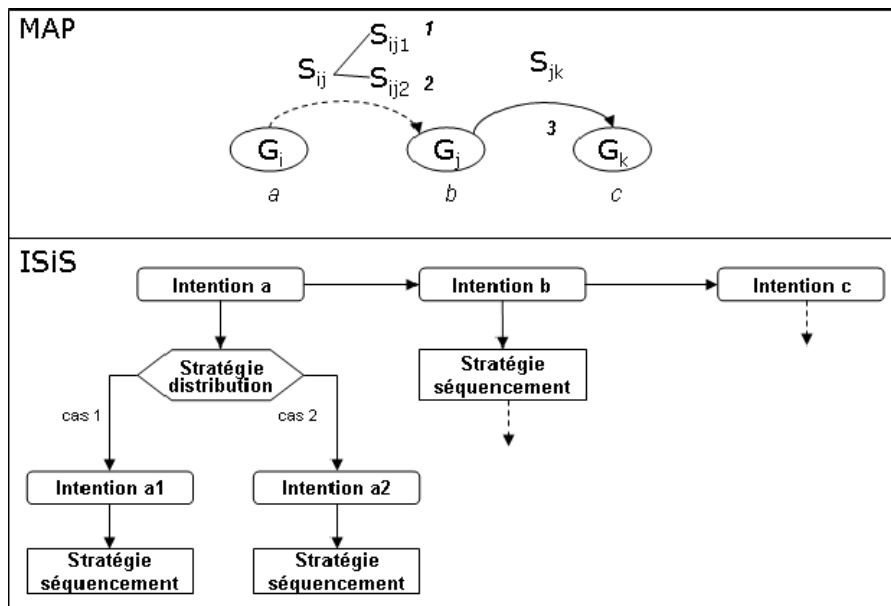 MAP
S_ij1 1
S_ij S_jk
S_ij2 2
3
G_i G_j G_k
a b c
ISiS
Intention a Intention b Intention c
Stratégie
distribution
Stratégie
séquencement
cas 1 cas 2
Intention a1 Intention a2
Stratégie
séquencement
Stratégie
séquencement